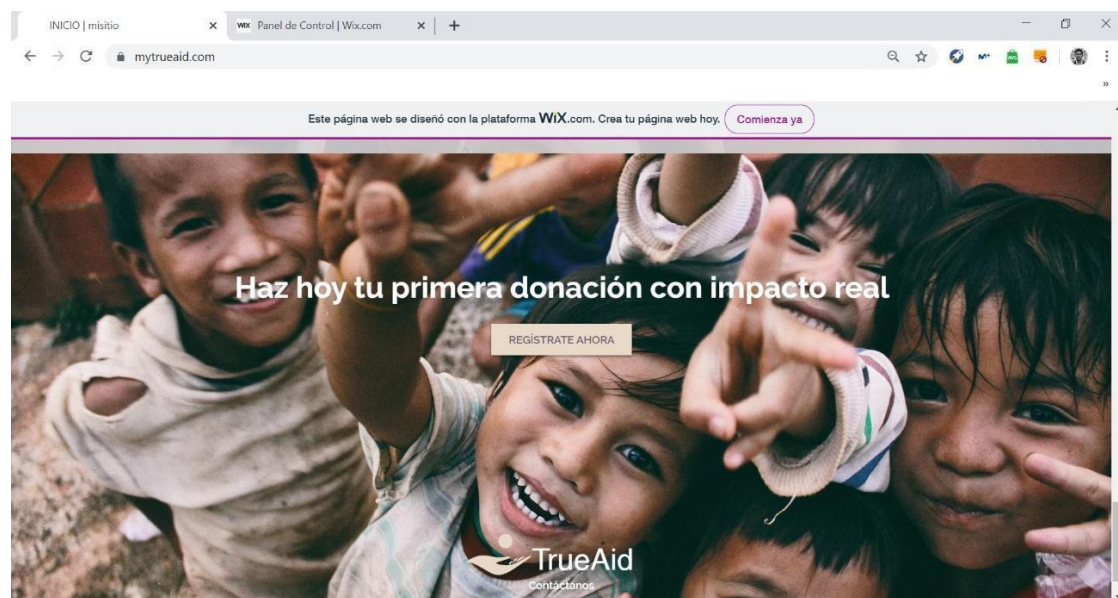 INICIO | misitio
WIX Panel de Control | Wix.com
mytrueaid.com
Este página web se diseñó con la plataforma WiX.com. Crea tu página web hoy. Comienza ya
Haz hoy tu primera donación con impacto real
REGÍSTRATE AHORA
TrueAid
Contáctanos